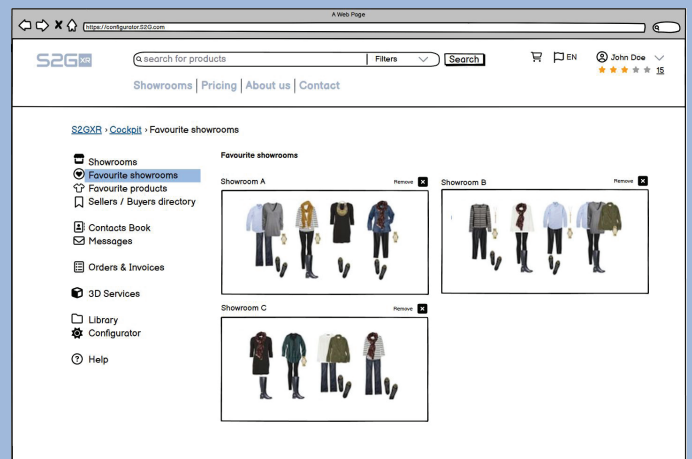 A Web Page
https://configurator.S2G.com
S2G XR
search for products
Filters
Search
EN
John Doe
15
Showrooms | Pricing | About us | Contact
S2GXR › Cockpit › Favourite showrooms
Showrooms
Favourite showrooms
Favourite products
Sellers / Buyers directory
Contacts Book
Messages
Orders & Invoices
3D Services
Library
Configurator
Help
Favourite showrooms
Showroom A
Remove
Showroom B
Remove
Showroom C
Remove